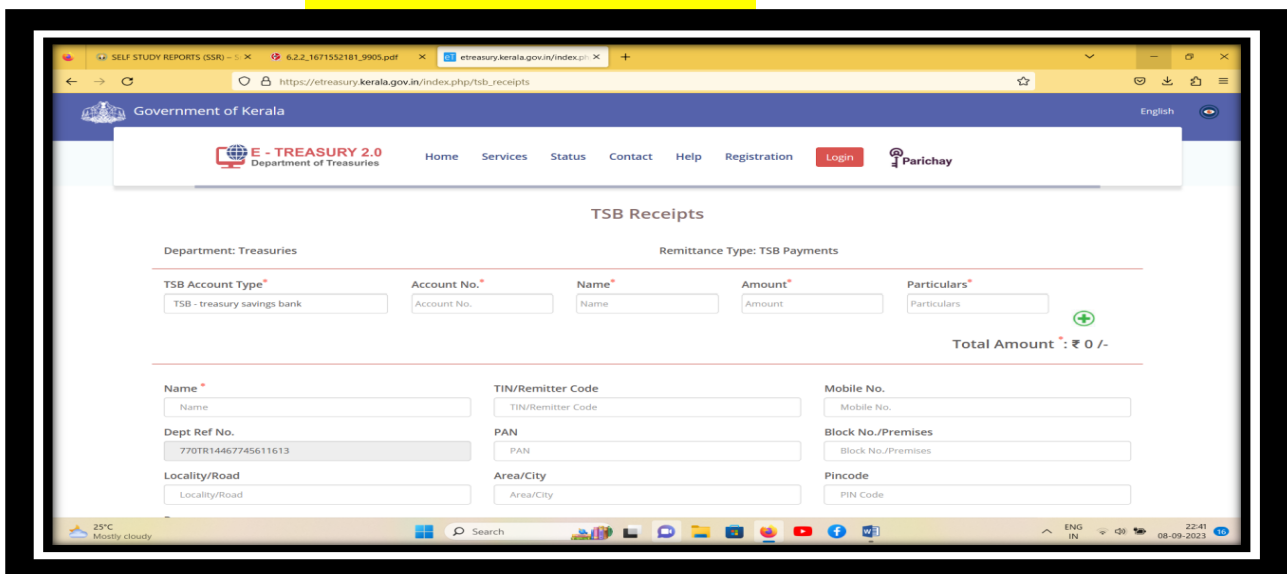 SELF STUDY REPORTS (SSR) – S 6.2.2_1671552181_9905.pdf etreasury.kerala.gov.in/index.ph
https://etreasury.kerala.gov.in/index.php/tsb_receipts
Government of Kerala English
E - TREASURY 2.0
Department of Treasuries
Home Services Status Contact Help Registration Login Parichay
TSB Receipts
Department: Treasuries Remittance Type: TSB Payments
TSB Account Type* Account No.* Name* Amount* Particulars*
TSB - treasury savings bank Account No. Name Amount Particulars
Total Amount *: ₹ 0 /-
Name * TIN/Remitter Code Mobile No.
Name TIN/Remitter Code Mobile No.
Dept Ref No. PAN Block No./Premises
770TR14467745611613 PAN Block No./Premises
Locality/Road Area/City Pincode
Locality/Road Area/City PIN Code
25°C Search ENG 22:41
Mostly cloudy IN 08-09-2023 16